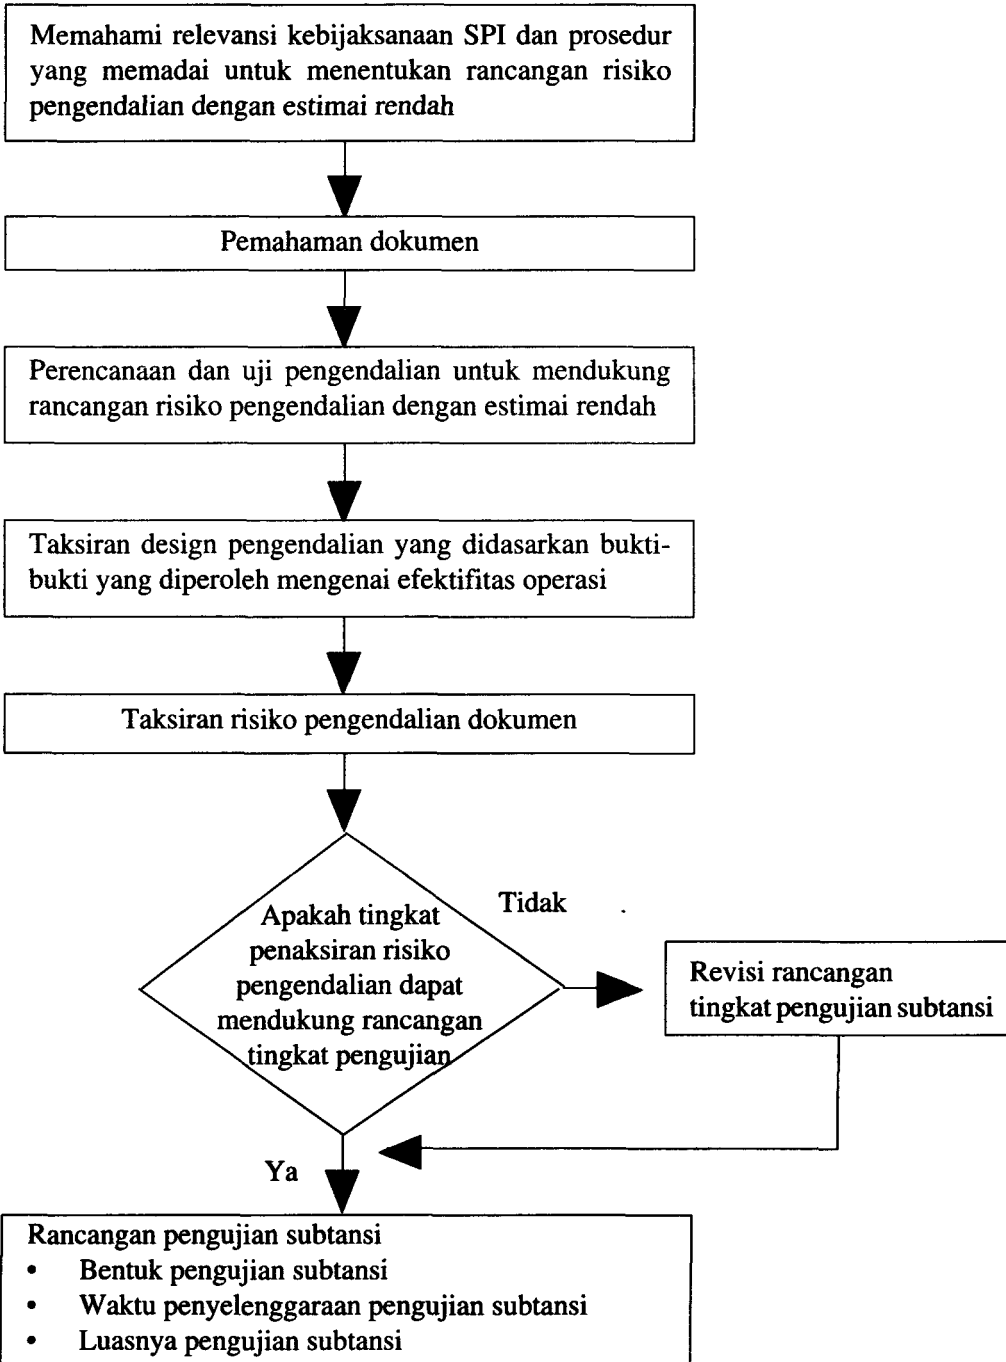 Memahami relevansi kebijaksanaan SPI dan prosedur
yang memadai untuk menentukan rancangan risiko
pengendalian dengan estimai rendah
Pemahaman dokumen
Perencanaan dan uji pengendalian untuk mendukung
rancangan risiko pengendalian dengan estimai rendah
Taksiran design pengendalian yang didasarkan bukti-
bukti yang diperoleh mengenai efektifitas operasi
Taksiran risiko pengendalian dokumen
Apakah tingkat
penaksiran risiko
pengendalian dapat
mendukung rancangan
tingkat pengujian
Tidak
Revisi rancangan
tingkat pengujian subtansi
Ya
Rancangan pengujian subtansi
• Bentuk pengujian subtansi
• Waktu penyelenggaraan pengujian subtansi
• Luasnya pengujian subtansi